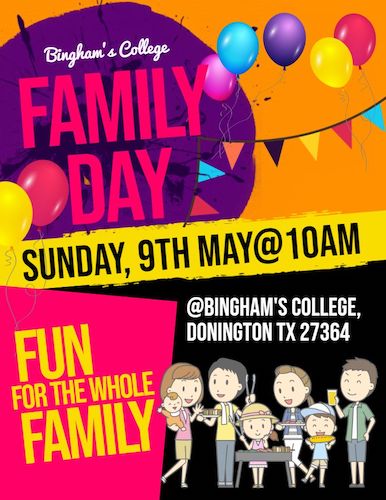 Bingham's College
FAMILY
DAY
SUNDAY, 9TH MAY@10AM
@BINGHAM'S COLLEGE,
DONINGTON TX 27364
FUN
FOR THE WHOLE
FAMILY